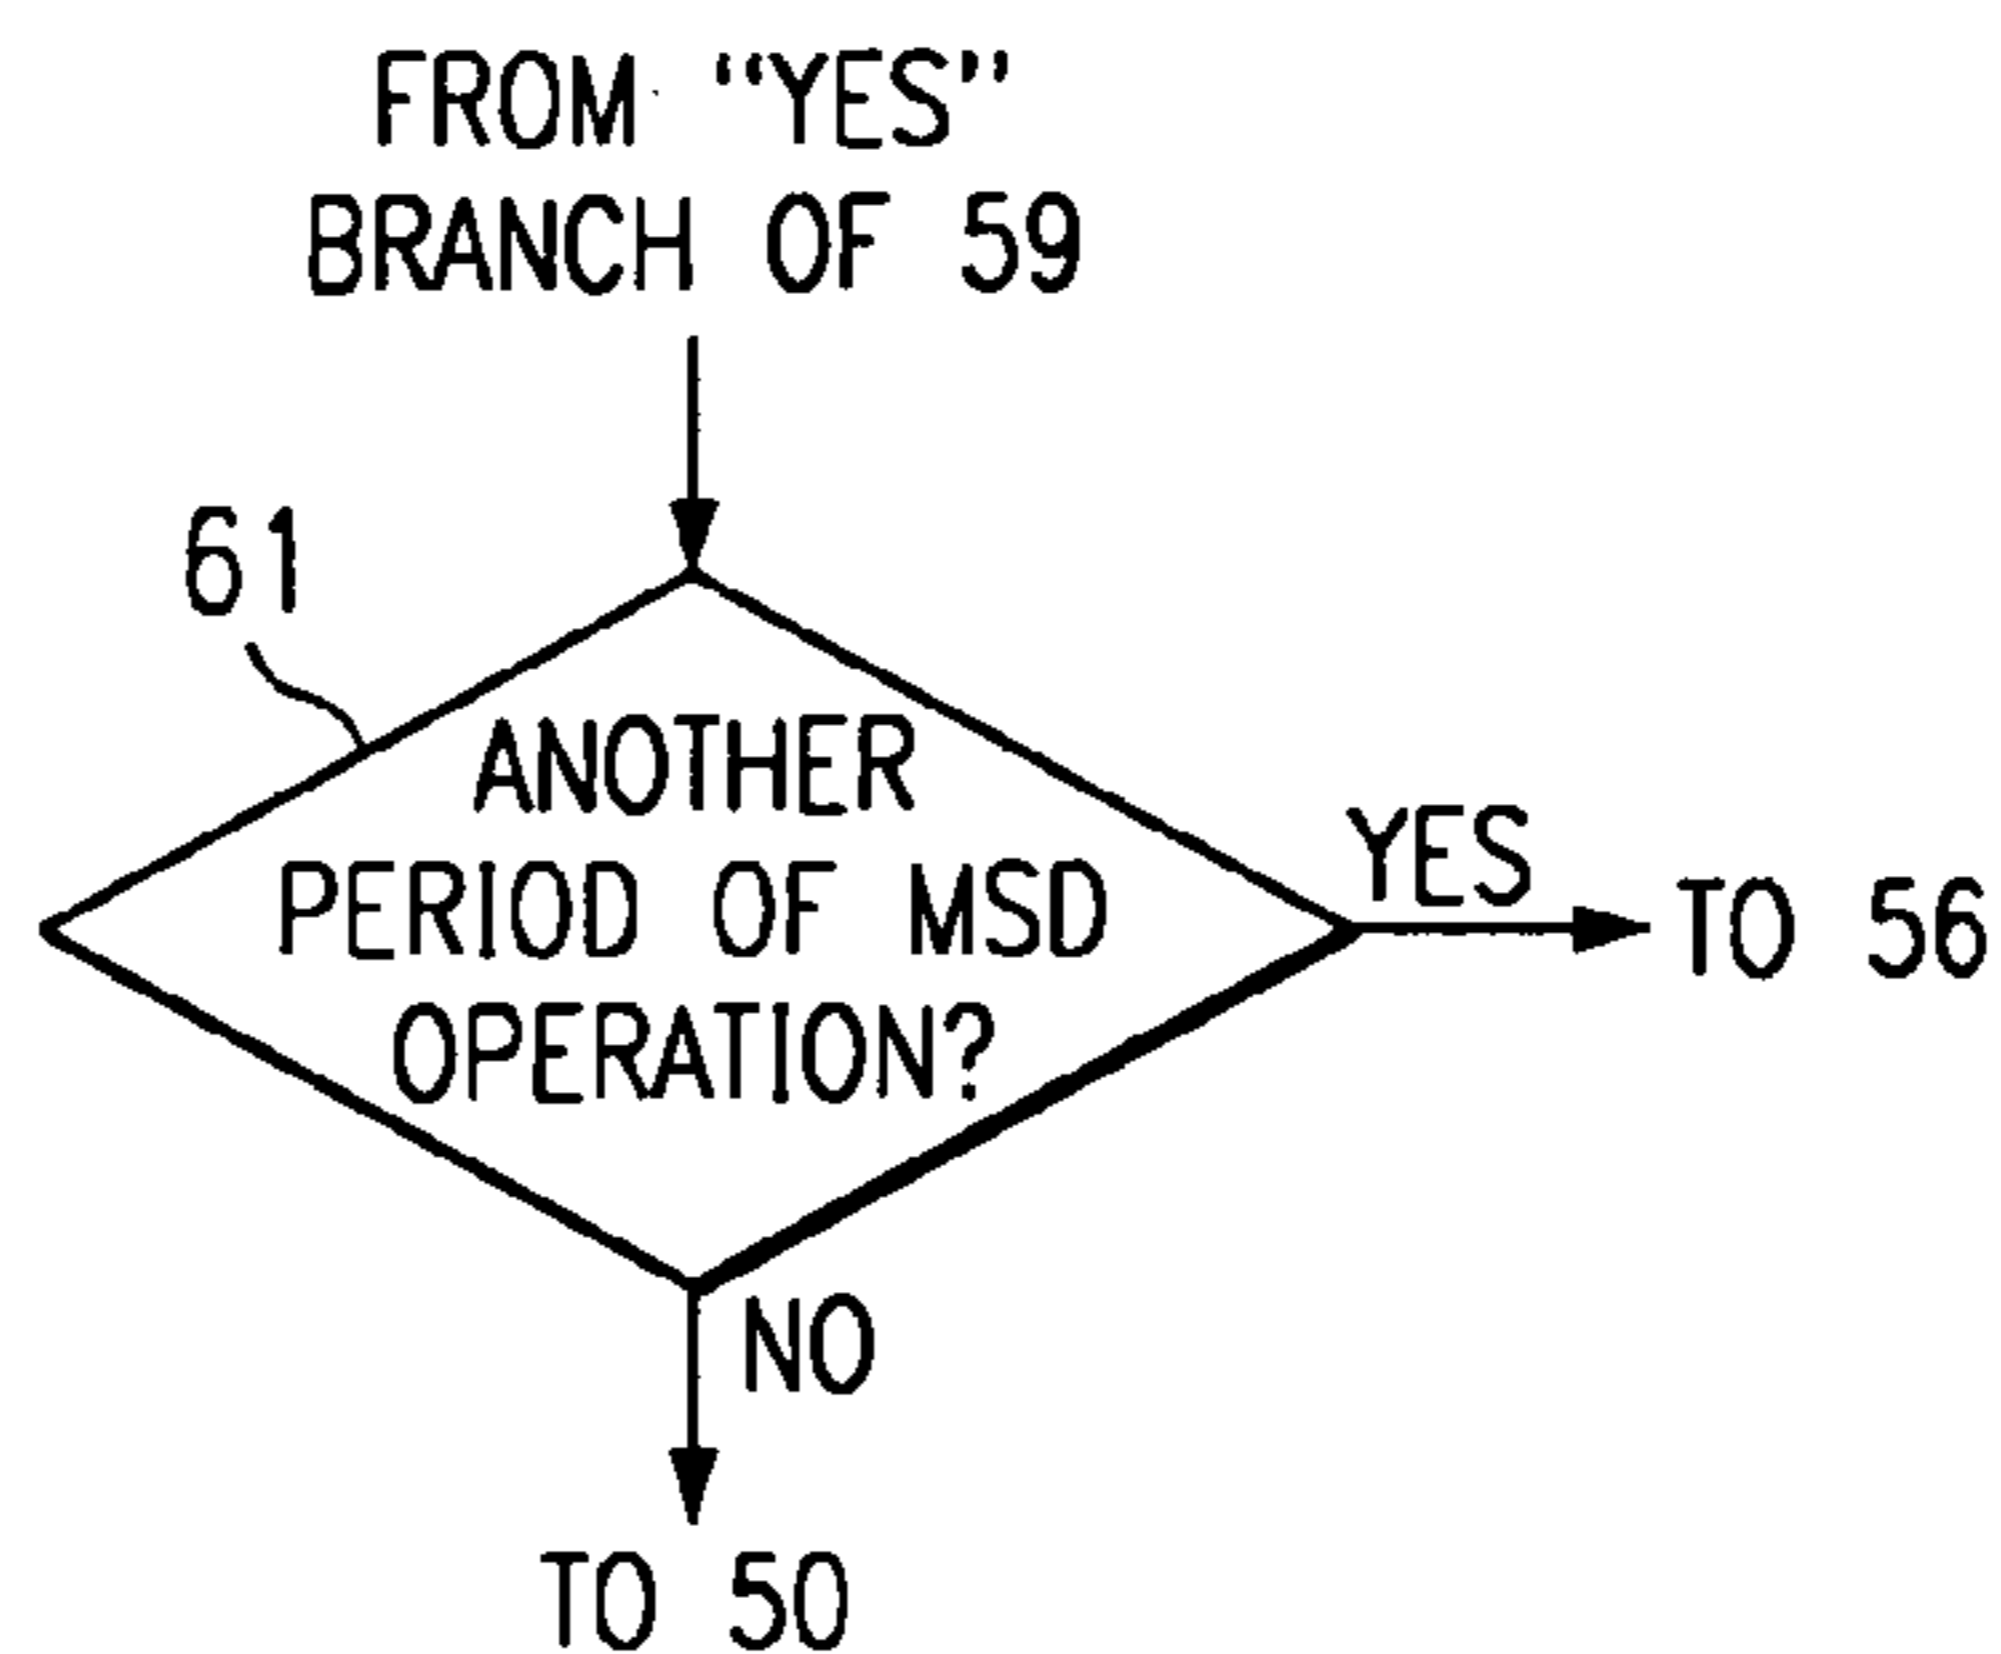 FROM “YES”
BRANCH OF 59
61
ANOTHER
PERIOD OF MSD
OPERATION?
YES
TO 56
NO
TO 50